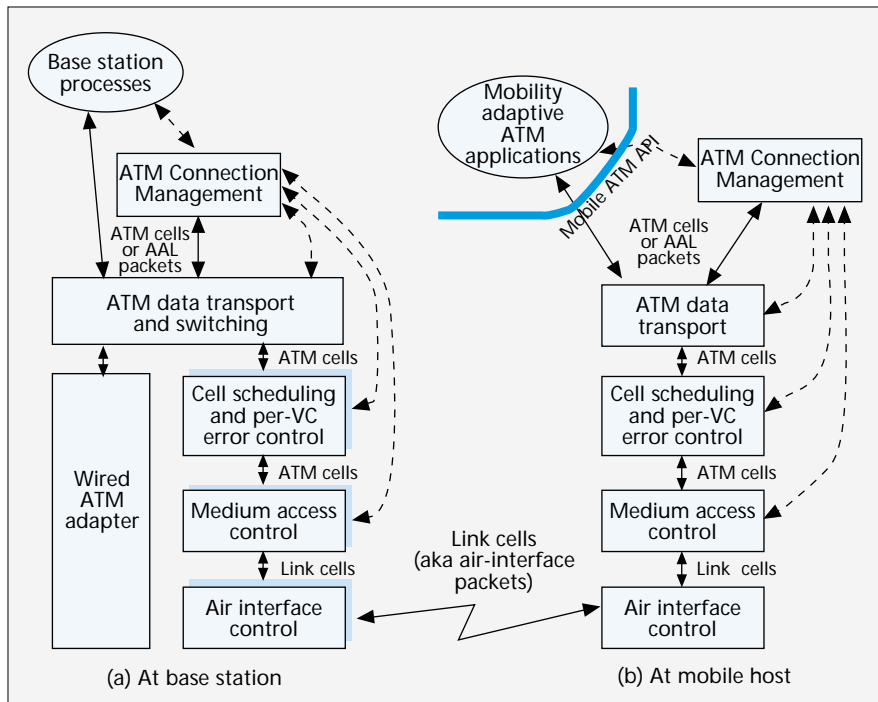 Base station
processes
ATM Connection
Management
ATM cells
or AAL
packets
ATM data transport
and switching
ATM cells
Cell scheduling
and per-VC
error control
ATM cells
Wired
ATM
adapter
Medium access
control
Link cells
Air interface
control
(a) At base station
Link cells
(aka air-interface
packets)
Mobility
adaptive
ATM
applications
Mobile ATM API
ATM Connection
Management
ATM cells
or AAL
packets
ATM data
transport
ATM cells
Cell scheduling
and per-VC
error control
ATM cells
Medium access
control
Link cells
Air interface
control
(b) At mobile host